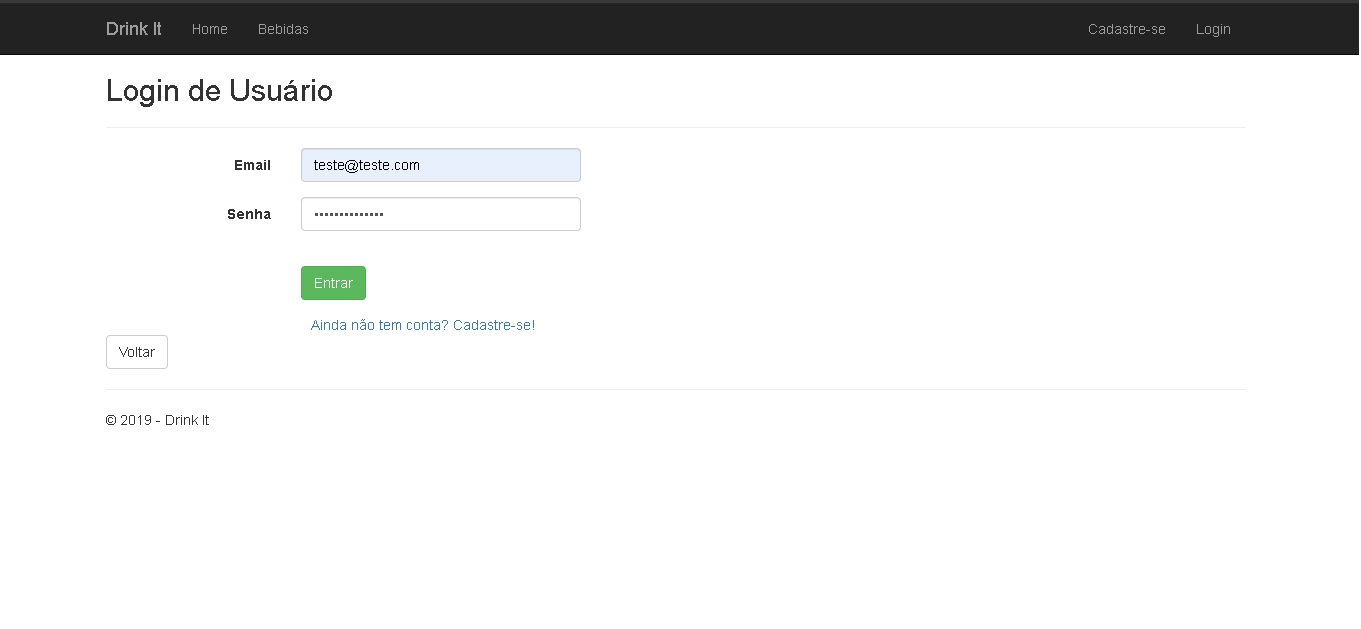 Drink It Home Bebidas Cadastre-se Login
Login de Usuário
Email teste@teste.com
Senha ••••••••••••••
Entrar
Ainda não tem conta? Cadastre-se!
Voltar
© 2019 - Drink It